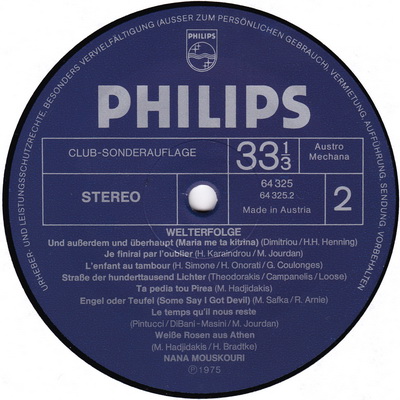 URHEBER- UND LEISTUNGSSCHUTZRECHTE, BESONDERS VERVIELFÄLTIGUNG (AUSSER ZUM PERSÖNLICHEN GEBRAUCH), VERMIETUNG, AUFFÜHRUNG, SENDUNG VORBEHALTEN
PHILIPS
PHILIPS
CLUB-SONDERAUFLAGE
33 1/3
Austro
Mechana
STEREO
64 325
64 325.2
Made in Austria
2
WELTERFOLGE
Und außerdem und überhaupt (Maria me ta kitrina) (Dimitriou / H.H. Henning)
Je finirai par l'oublier (H. Karaindrou / M. Jourdan)
L'enfant au tambour (H. Simone / H. Onorati / G. Coulonges)
Straße der hunderttausend Lichter (Theodorakis / Campanelis / Loose)
Ta pedia tou Pirea (M. Hadjidakis)
Engel oder Teufel (Some Say I Got Devil) (M. Safka / R. Arnie)
Le temps qu'il nous reste
(Pintucci / DiBani - Masini / M. Jourdan)
Weiße Rosen aus Athen
(M. Hadjidakis / H. Bradtke)
NANA MOUSKOURI
Ⓟ 1975